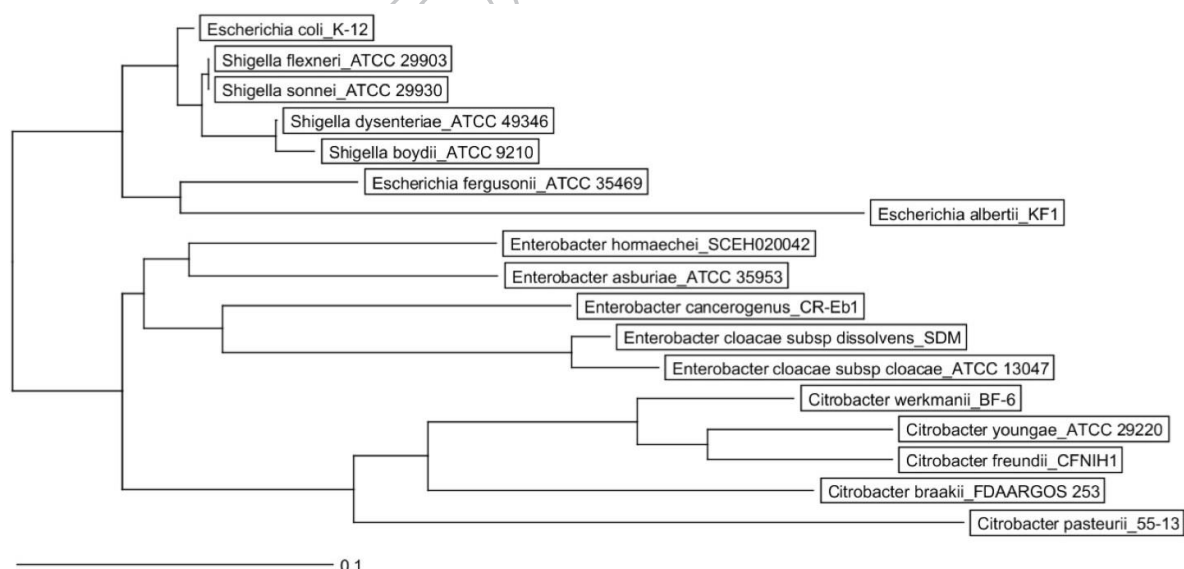 Escherichia coli_K-12
Shigella flexneri_ATCC 29903
Shigella sonnei_ATCC 29930
Shigella dysenteriae_ATCC 49346
Shigella boydii_ATCC 9210
Escherichia fergusonii_ATCC 35469
Escherichia albertii_KF1
Enterobacter hormaechei_SCEH020042
Enterobacter asburiae_ATCC 35953
Enterobacter cancerogenus_CR-Eb1
Enterobacter cloacae subsp dissolvens_SDM
Enterobacter cloacae subsp cloacae_ATCC 13047
Citrobacter werkmanii_BF-6
Citrobacter youngae_ATCC 29220
Citrobacter freundii_CFNIH1
Citrobacter braakii_FDAARGOS 253
Citrobacter pasteurii_55-13
0.1